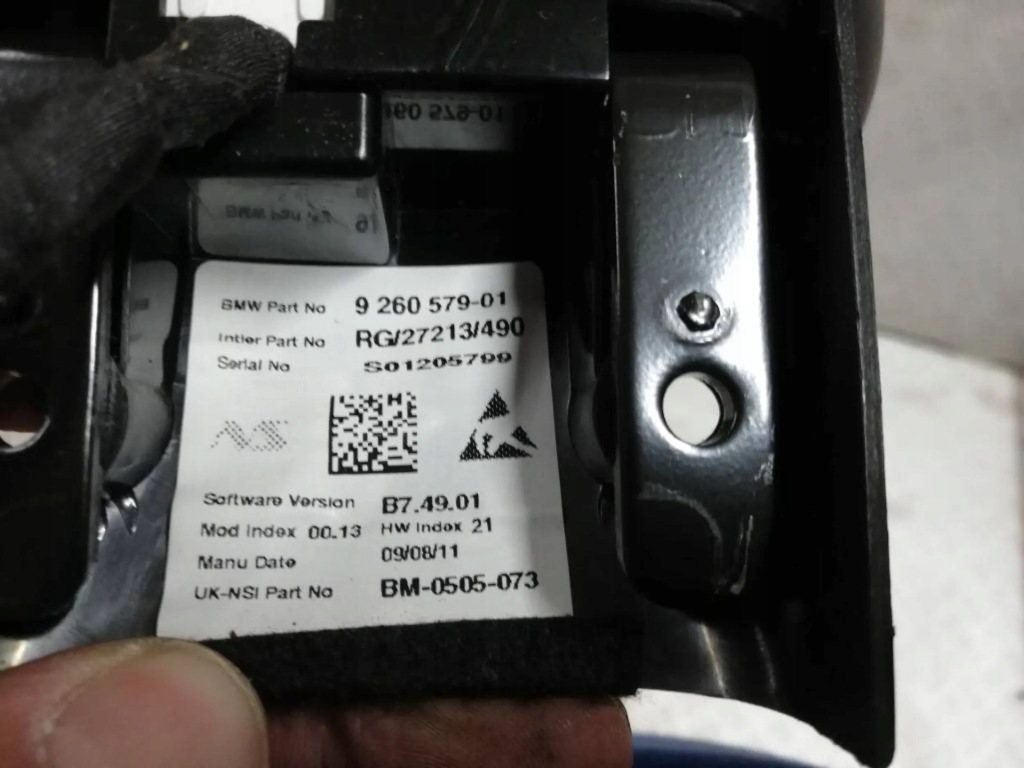 BMW Part No 9 260 579-01
Intier Part No RG/27213/490
Serial No S01205799
Software Version B7.49.01
Mod Index 00.13 HW Index 21
Manu Date 09/08/11
UK-NSI Part No BM-0505-073